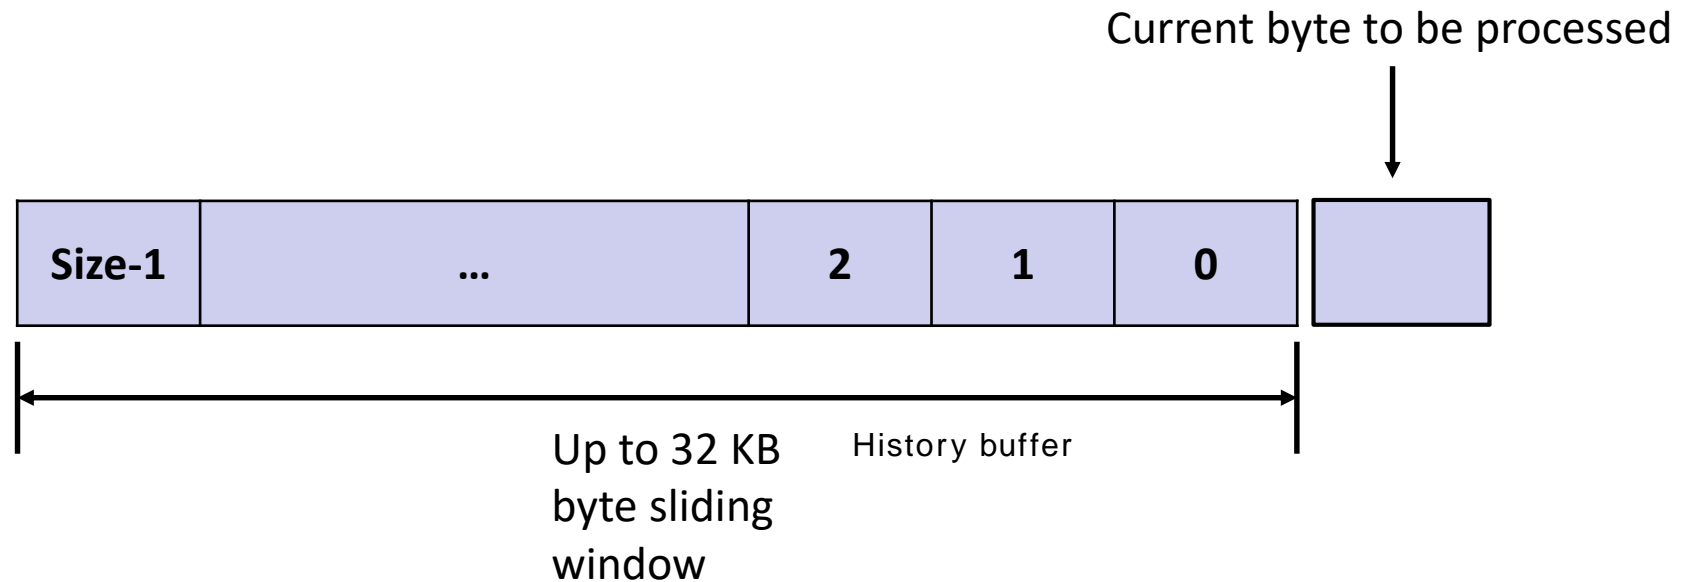 Current byte to be processed
Size-1 … 2 1 0
Up to 32 KB History buffer
byte sliding
window